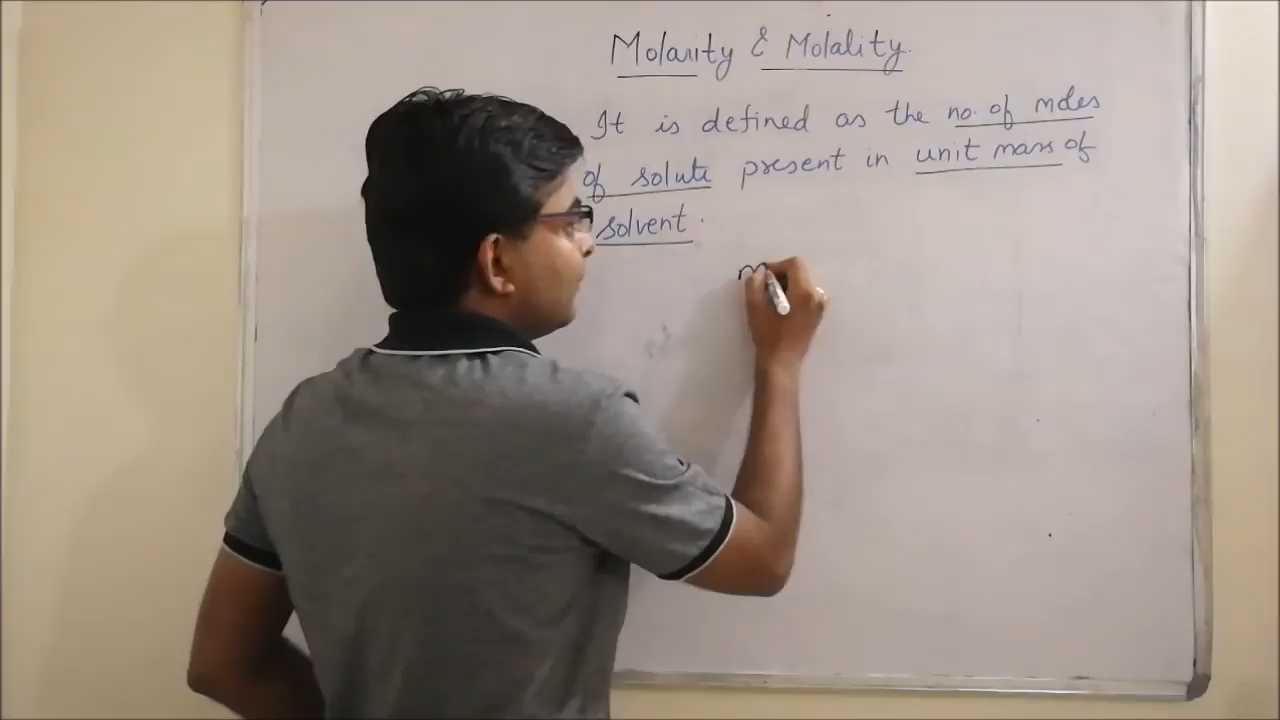 Molarity & Molality.
It is defined as the no. of moles
of solute present in unit mass of
solvent.
m